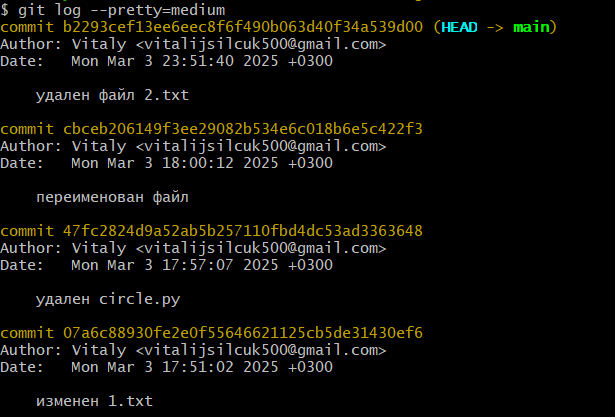 $ git log --pretty=medium
commit b2293cef13ee6eec8f6f490b063d40f34a539d00 (HEAD -> main)
Author: Vitaly <vitalijsilcuk500@gmail.com>
Date:   Mon Mar 3 23:51:40 2025 +0300
удален файл 2.txt
commit cbceb206149f3ee29082b534e6c018b6e5c422f3
Author: Vitaly <vitalijsilcuk500@gmail.com>
Date:   Mon Mar 3 18:00:12 2025 +0300
переименован файл
commit 47fc2824d9a52ab5b257110fbd4dc53ad3363648
Author: Vitaly <vitalijsilcuk500@gmail.com>
Date:   Mon Mar 3 17:57:07 2025 +0300
удален circle.py
commit 07a6c88930fe2e0f55646621125cb5de31430ef6
Author: Vitaly <vitalijsilcuk500@gmail.com>
Date:   Mon Mar 3 17:51:02 2025 +0300
изменен 1.txt